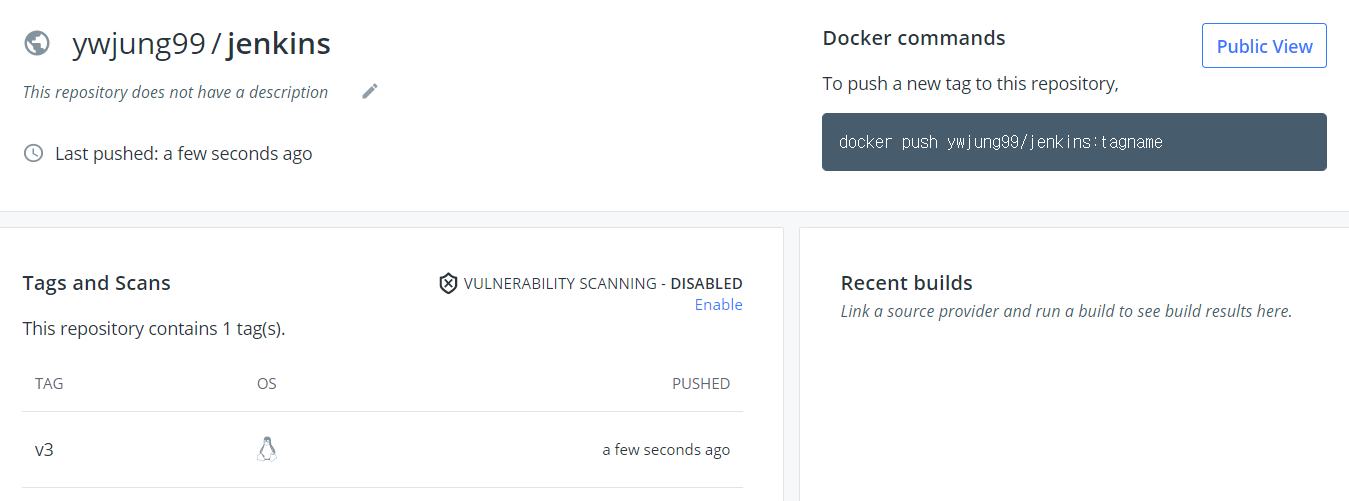 ywjung99/jenkins
This repository does not have a description
Last pushed: a few seconds ago
Docker commands
Public View
To push a new tag to this repository,
docker push ywjung99/jenkins:tagname
Tags and Scans
VULNERABILITY SCANNING - DISABLED
Enable
This repository contains 1 tag(s).
TAG OS PUSHED
v3 a few seconds ago
Recent builds
Link a source provider and run a build to see build results here.